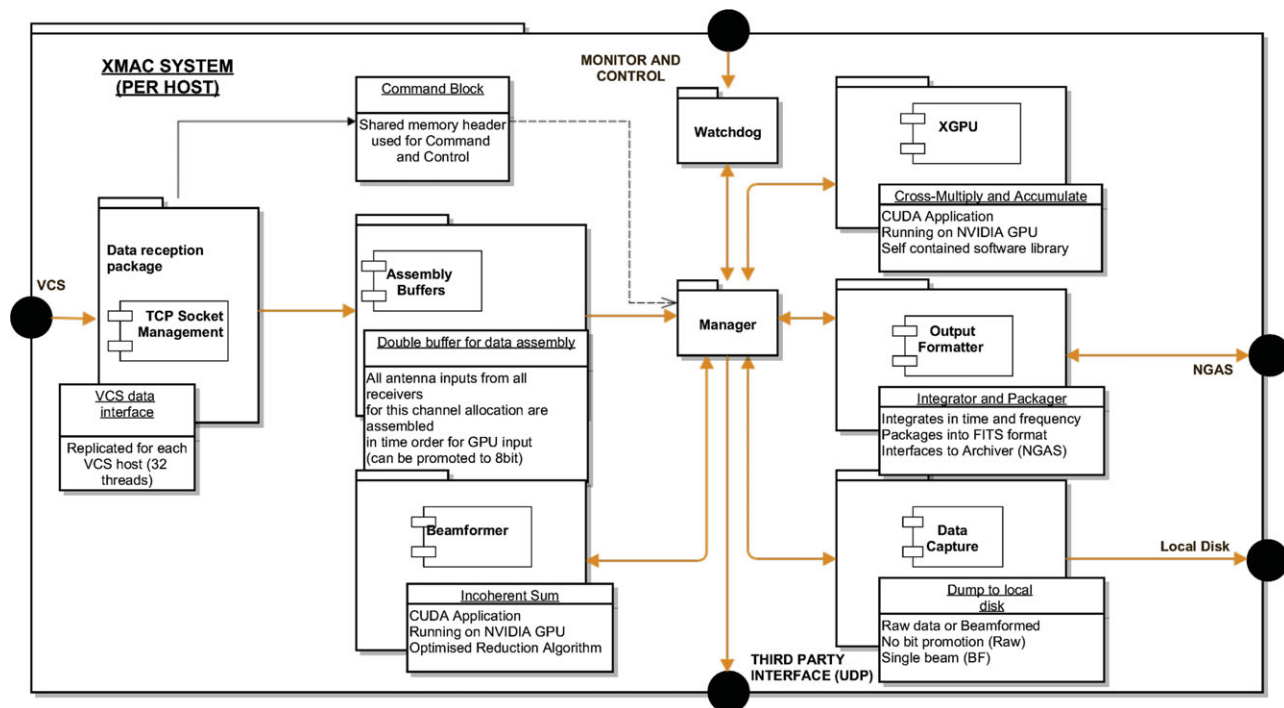 XMAC SYSTEM
(PER HOST)
MONITOR AND
CONTROL
Command Block
Shared memory header
used for Command
and Control
Watchdog
XGPU
Cross-Multiply and Accumulate
CUDA Application
Running on NVIDIA GPU
Self contained software library
Data reception
package
VCS
TCP Socket
Management
VCS data
interface
Replicated for each
VCS host (32
threads)
Assembly
Buffers
Double buffer for data assembly
All antenna inputs from all
receivers
for this channel allocation are
assembled
in time order for GPU input
(can be promoted to 8bit)
Manager
Output
Formatter
NGAS
Integrator and Packager
Integrates in time and frequency
Packages into FITS format
Interfaces to Archiver (NGAS)
Beamformer
Incoherent Sum
CUDA Application
Running on NVIDIA GPU
Optimised Reduction Algorithm
Data
Capture
Local Disk
Dump to local
disk
Raw data or Beamformed
No bit promotion (Raw)
Single beam (BF)
THIRD PARTY
INTERFACE (UDP)